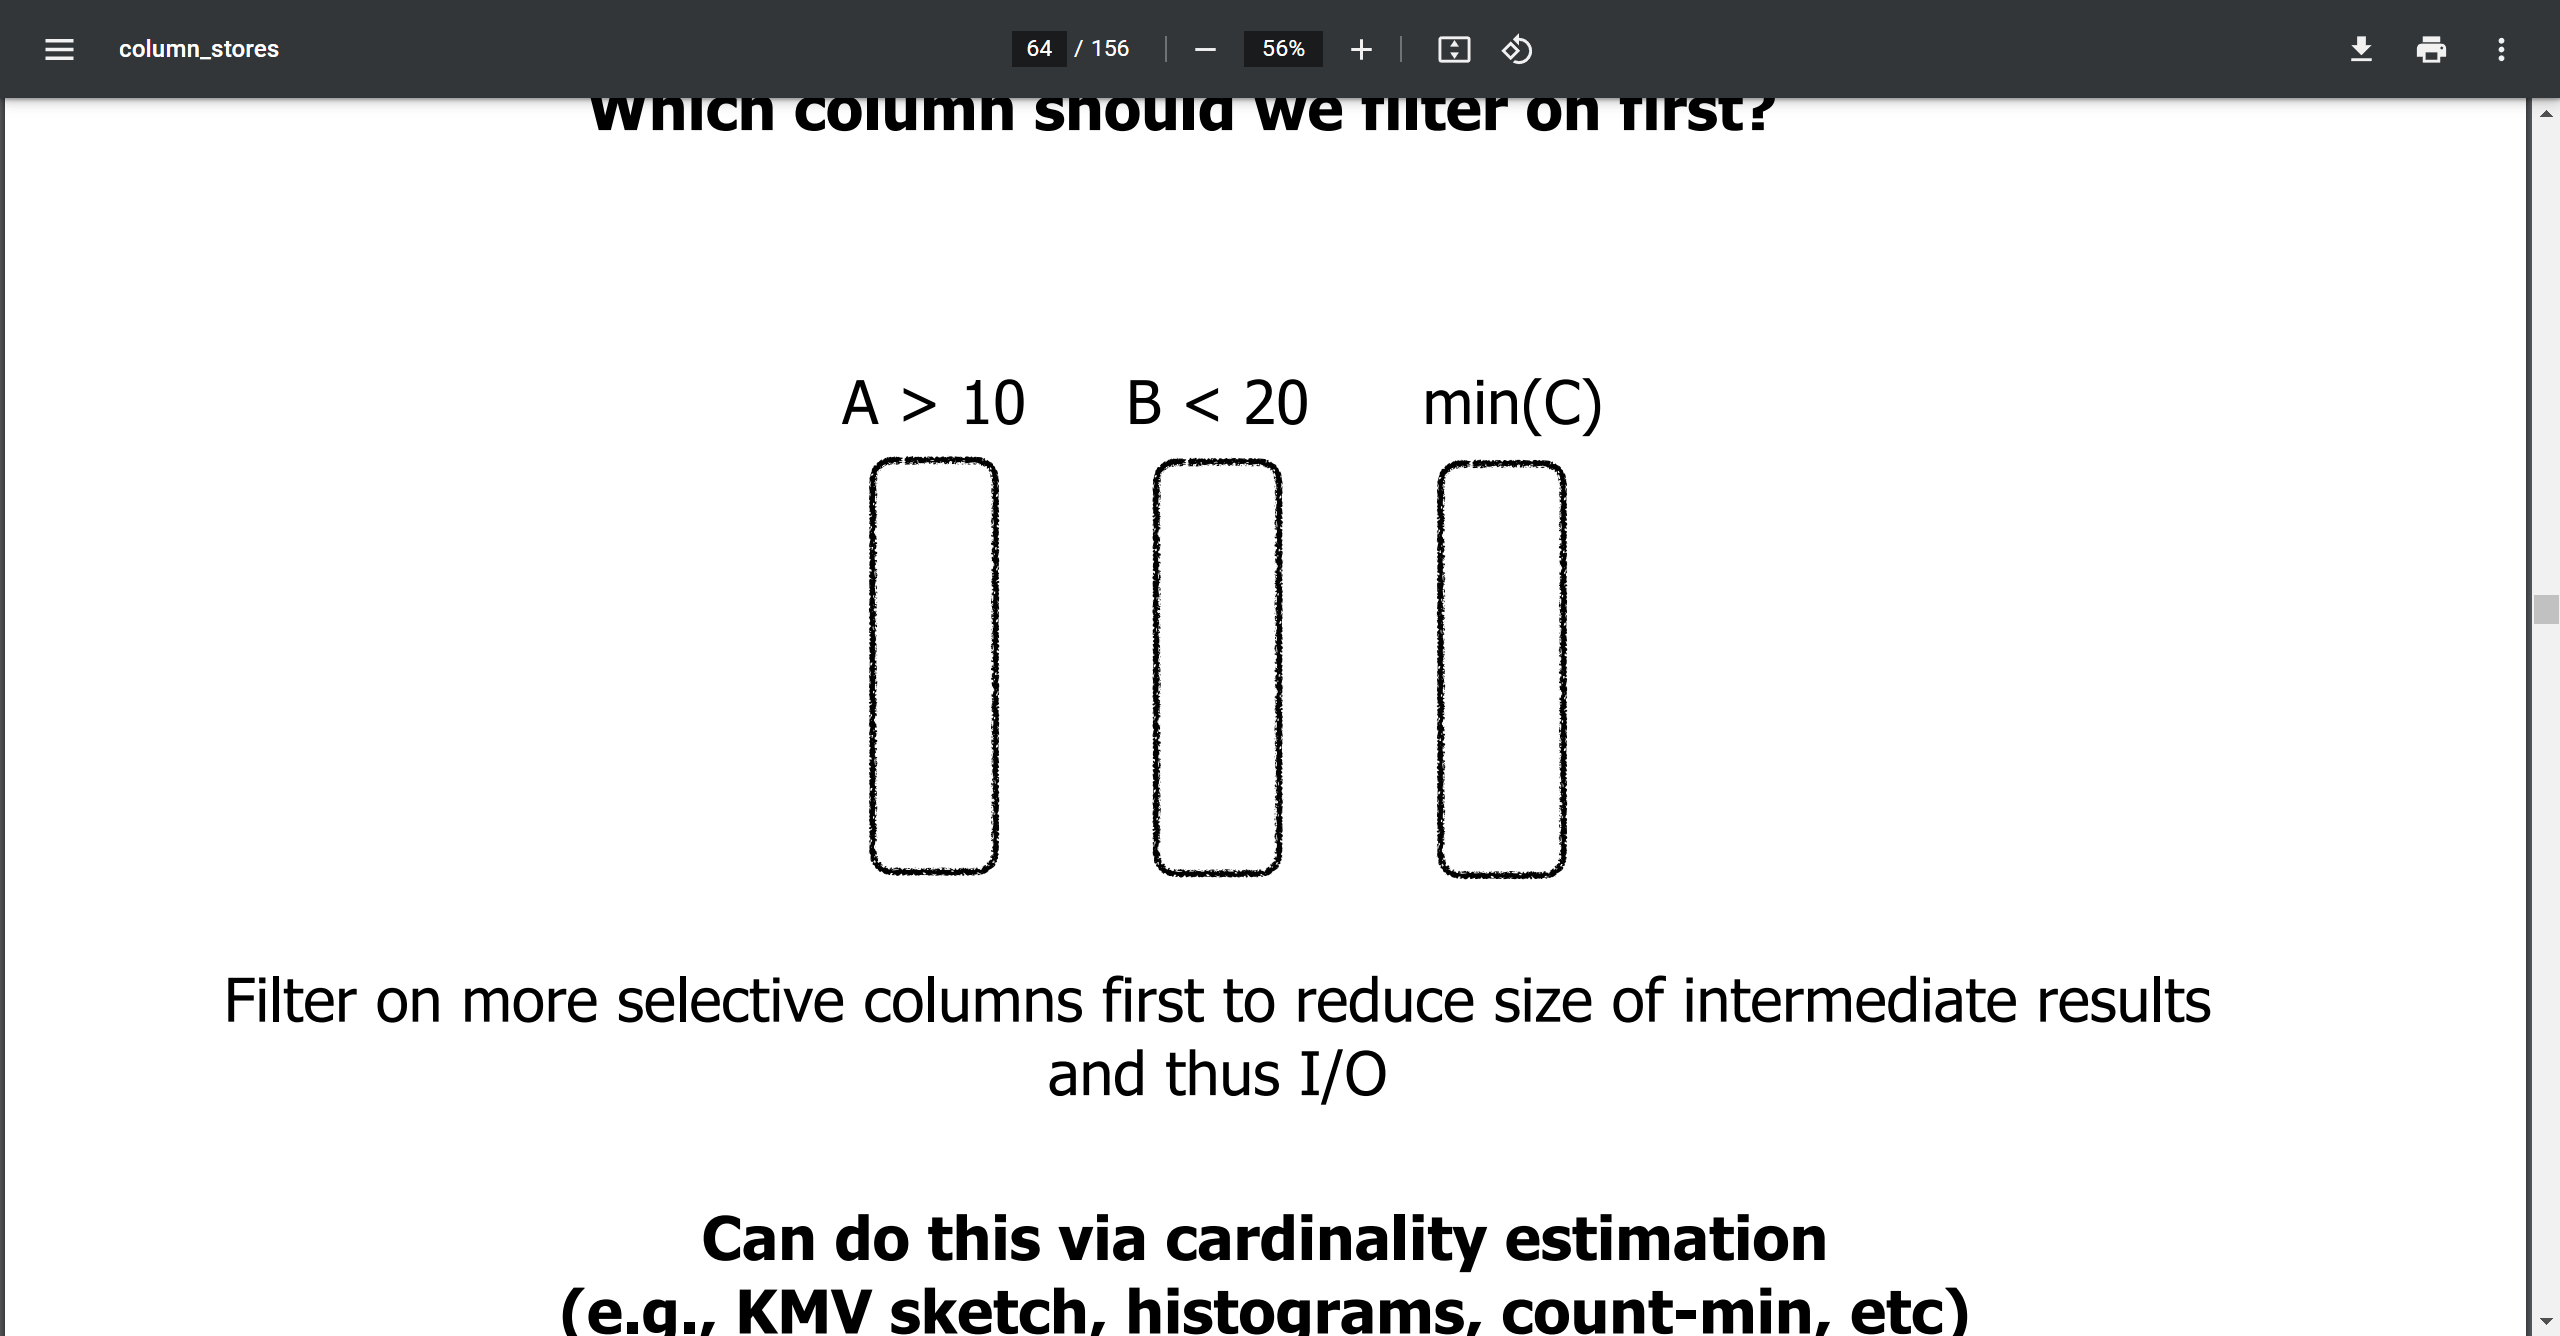 column_stores
64 / 156
56%
Which column should we filter on first?
A > 10 B < 20 min(C)
Filter on more selective columns first to reduce size of intermediate results
and thus I/O
Can do this via cardinality estimation
(e.g., KMV sketch, histograms, count-min, etc)